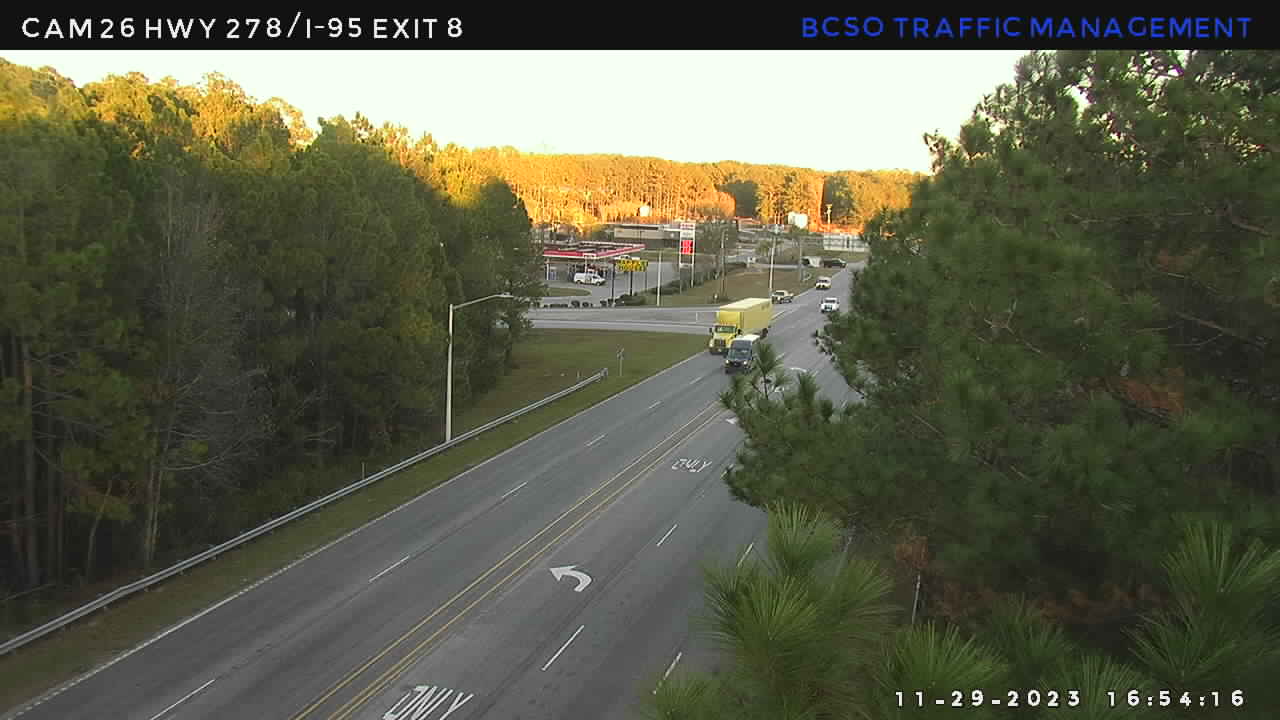 CAM 26 HWY 278/I-95 EXIT 8
BCSO TRAFFIC MANAGEMENT
ONLY
ONLY
11-29-2023 16:54:16